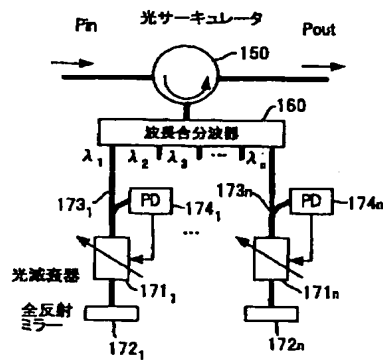 光サーキュレータ
Pin
Pout
150
160
波長合分波器
λ1 λ2 λ3 ... λn
173₁
PD
174₁
...
173n
PD
174n
光減衰器
171₁
171n
全反射
ミラー
172₁
172n